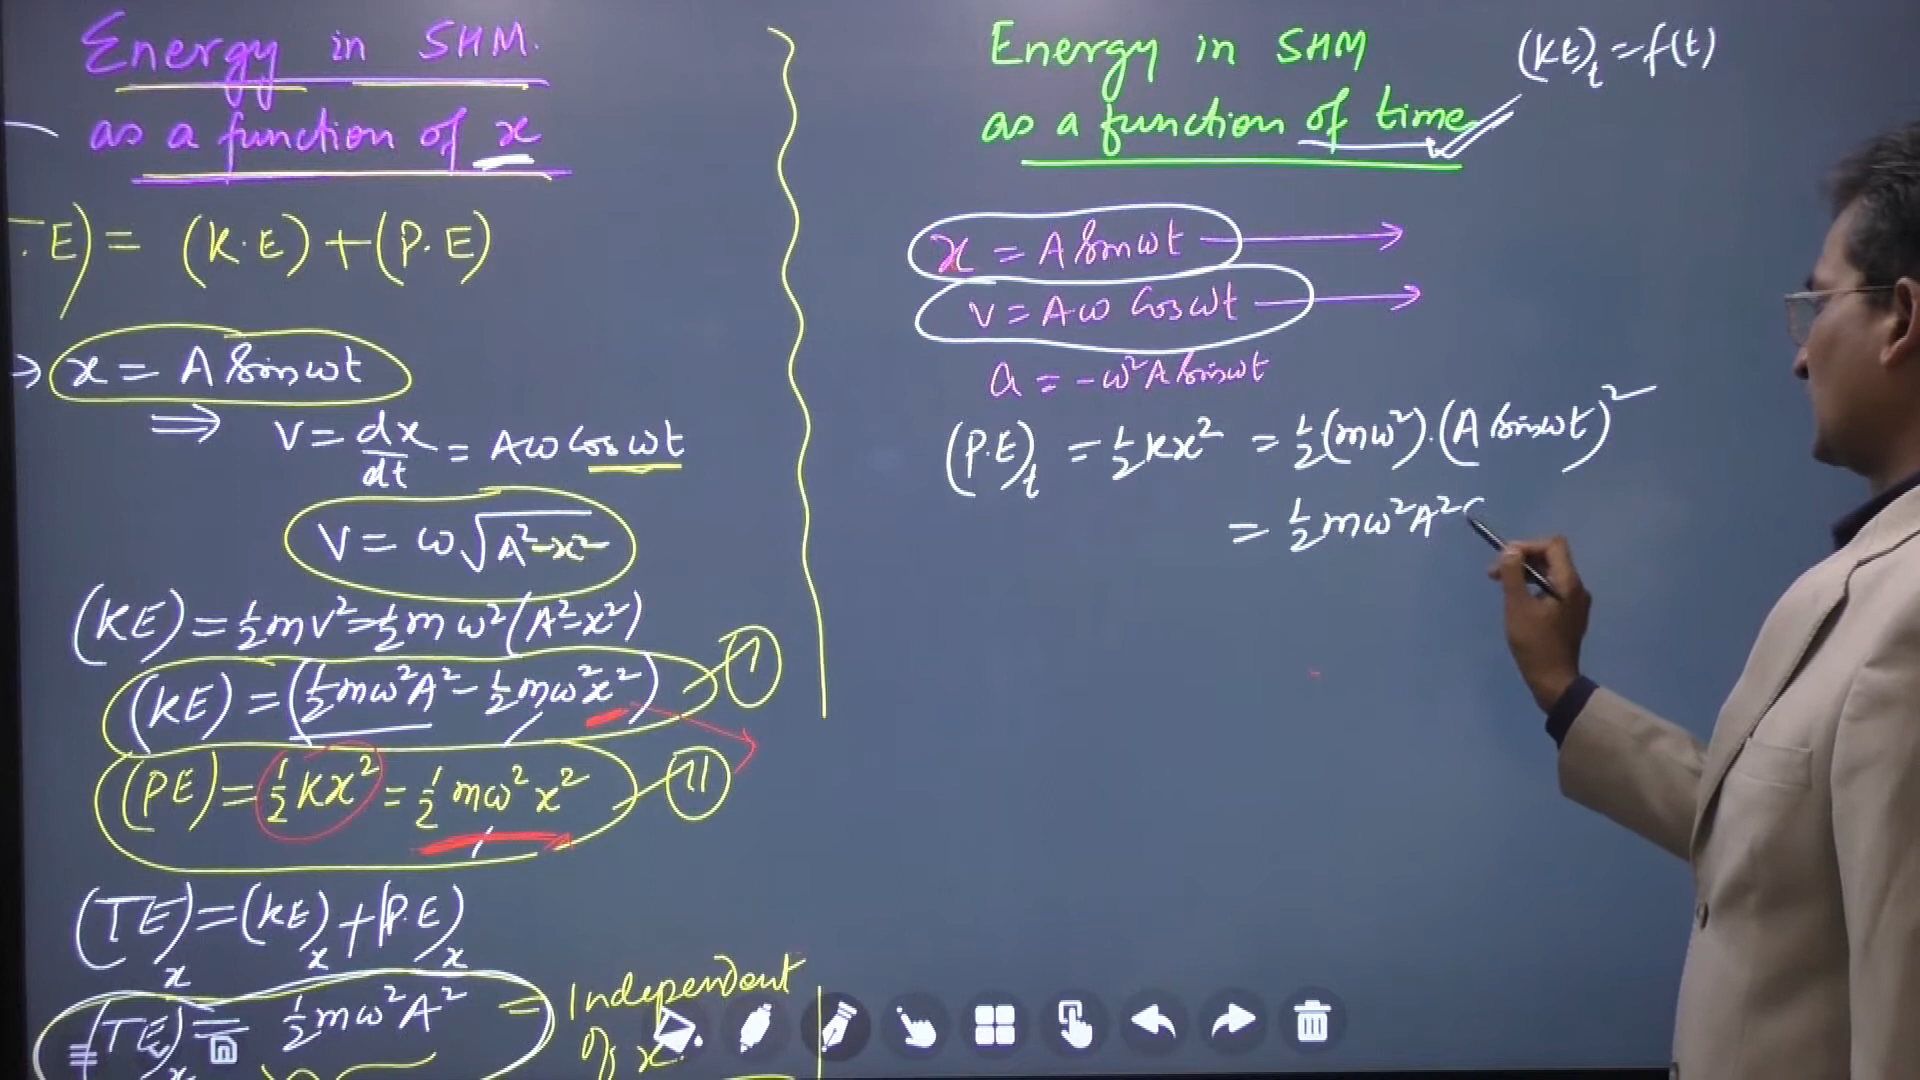 Energy in SHM.
as a function of x
E) = (K.E) + (P.E)
→ x = A sin ωt
⇒ V = dx/dt = Aω cos ωt
V = ω√(A²-x²)
(KE) = ½mv² = ½mω²(A²-x²)
(KE) = (½mω²A² - ½mω²x²) I
(PE) = ½Kx² = ½mω²x² II
(TE)x = (KE)x + (P.E)x
(TE)x = ½mω²A² = Independent
of x.
Energy in SHM
as a function of time
(KE)t = f(t)
x = A sin ωt →
V = Aω cos ωt →
a = -ω²A sin ωt
(P.E)t = ½Kx² = ½(mω²).(A sin ωt)²
= ½mω²A²